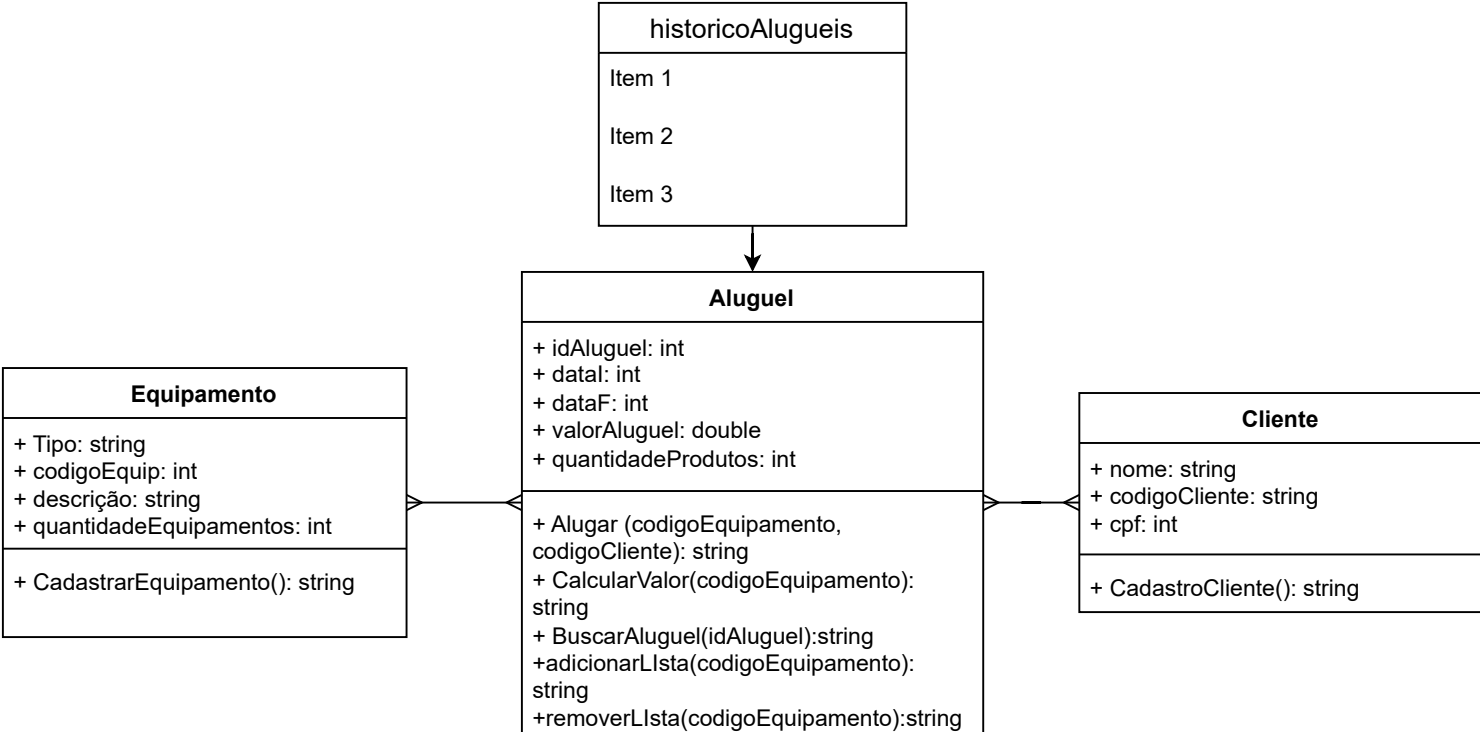 historicoAlugueis
Item 1
Item 2
Item 3
Aluguel
+ idAluguel: int
+ dataI: int
+ dataF: int
+ valorAluguel: double
+ quantidadeProdutos: int
+ Alugar (codigoEquipamento,
codigoCliente): string
+ CalcularValor(codigoEquipamento):
string
+ BuscarAluguel(idAluguel):string
+adicionarLIsta(codigoEquipamento):
string
+removerLIsta(codigoEquipamento):string
Equipamento
+ Tipo: string
+ codigoEquip: int
+ descrição: string
+ quantidadeEquipamentos: int
+ CadastrarEquipamento(): string
Cliente
+ nome: string
+ codigoCliente: string
+ cpf: int
+ CadastroCliente(): string